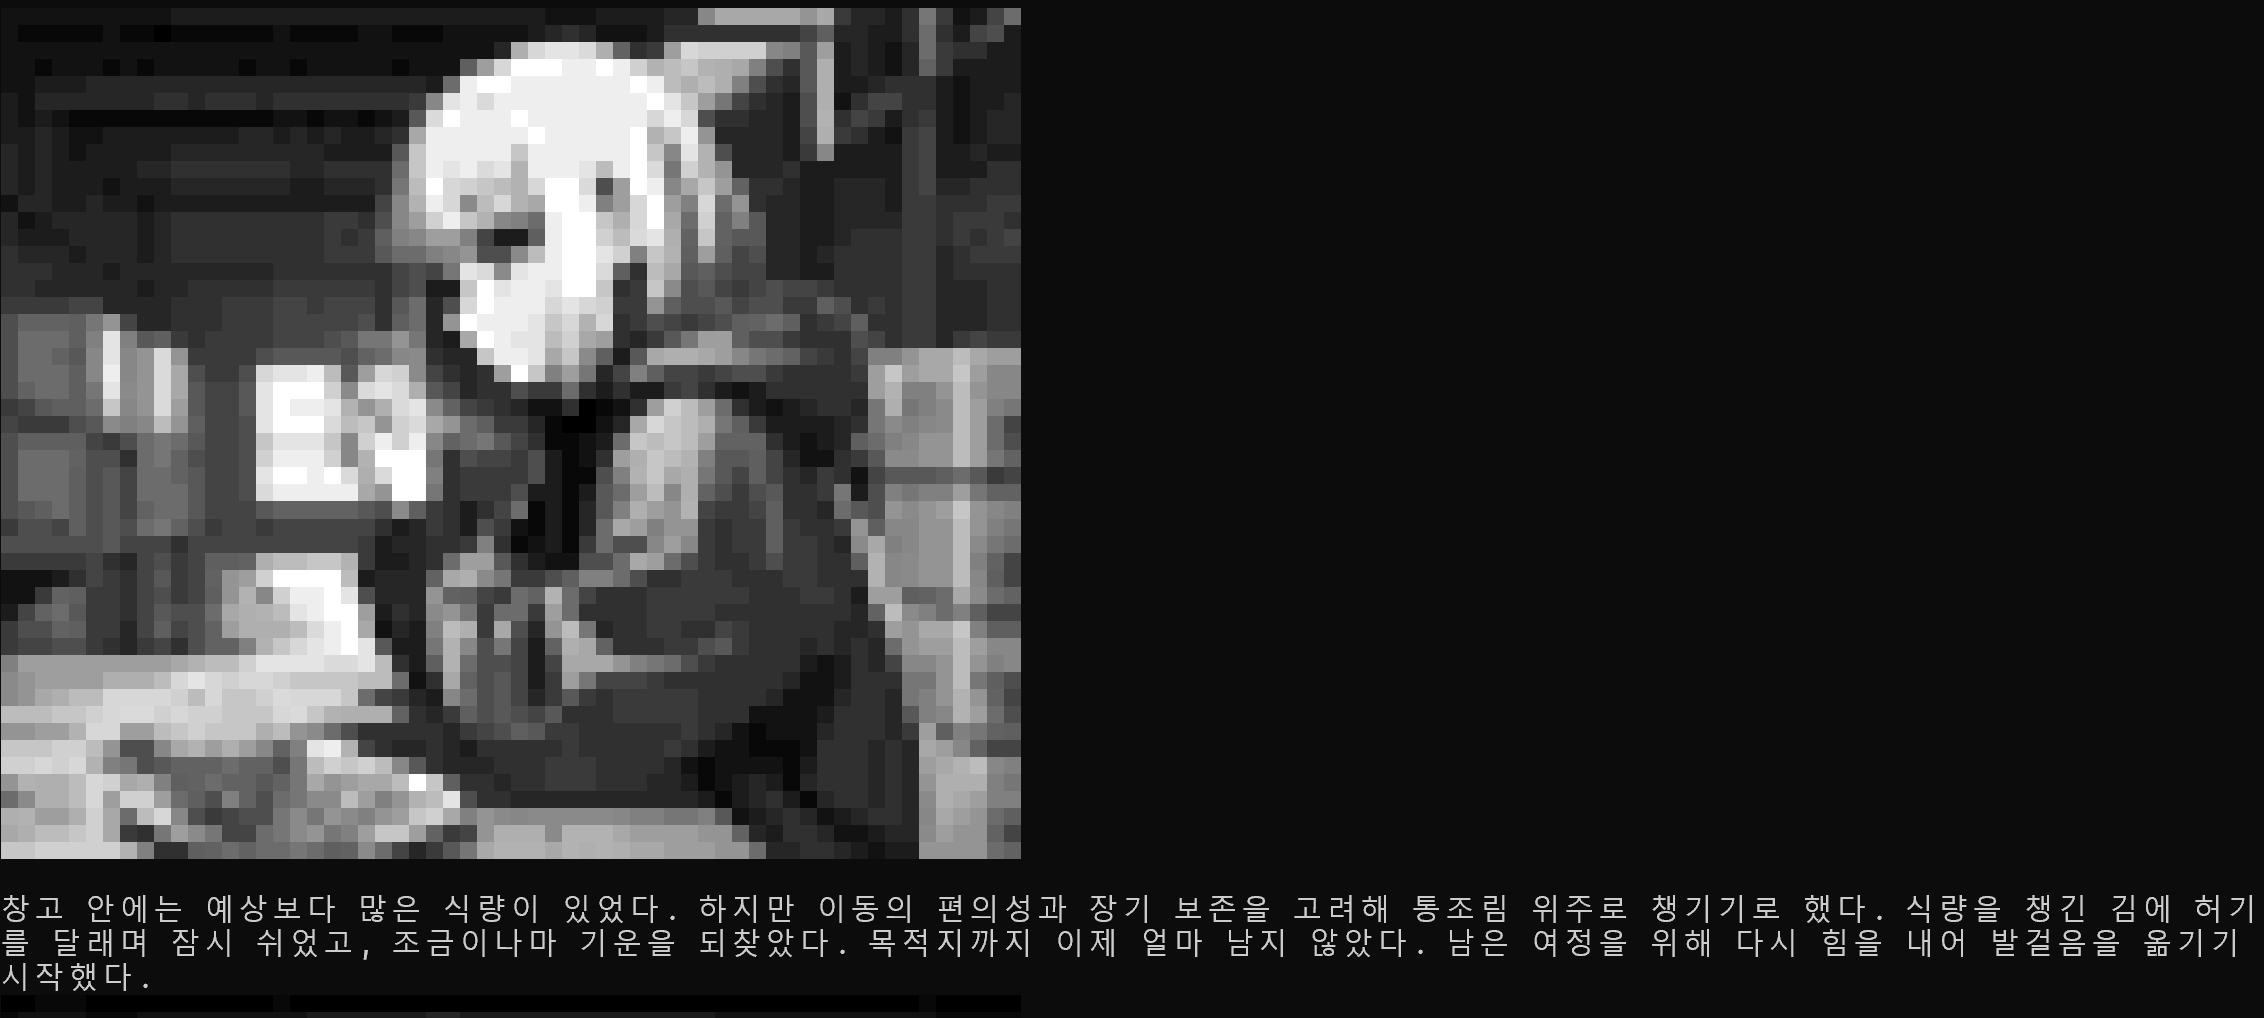 창고 안에는 예상보다 많은 식량이 있었다. 하지만 이동의 편의성과 장기 보존을 고려해 통조림 위주로 챙기기로 했다. 식량을 챙긴 김에 허기
를 달래며 잠시 쉬었고, 조금이나마 기운을 되찾았다. 목적지까지 이제 얼마 남지 않았다. 남은 여정을 위해 다시 힘을 내어 발걸음을 옮기기
시작했다.